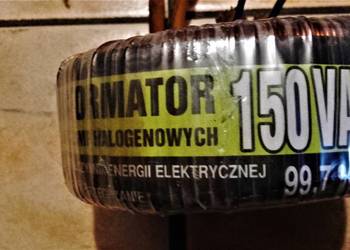 ORMATOR
HALOGENOWYCH
150VA
ENERGII ELEKTRYCZNEJ
99,7